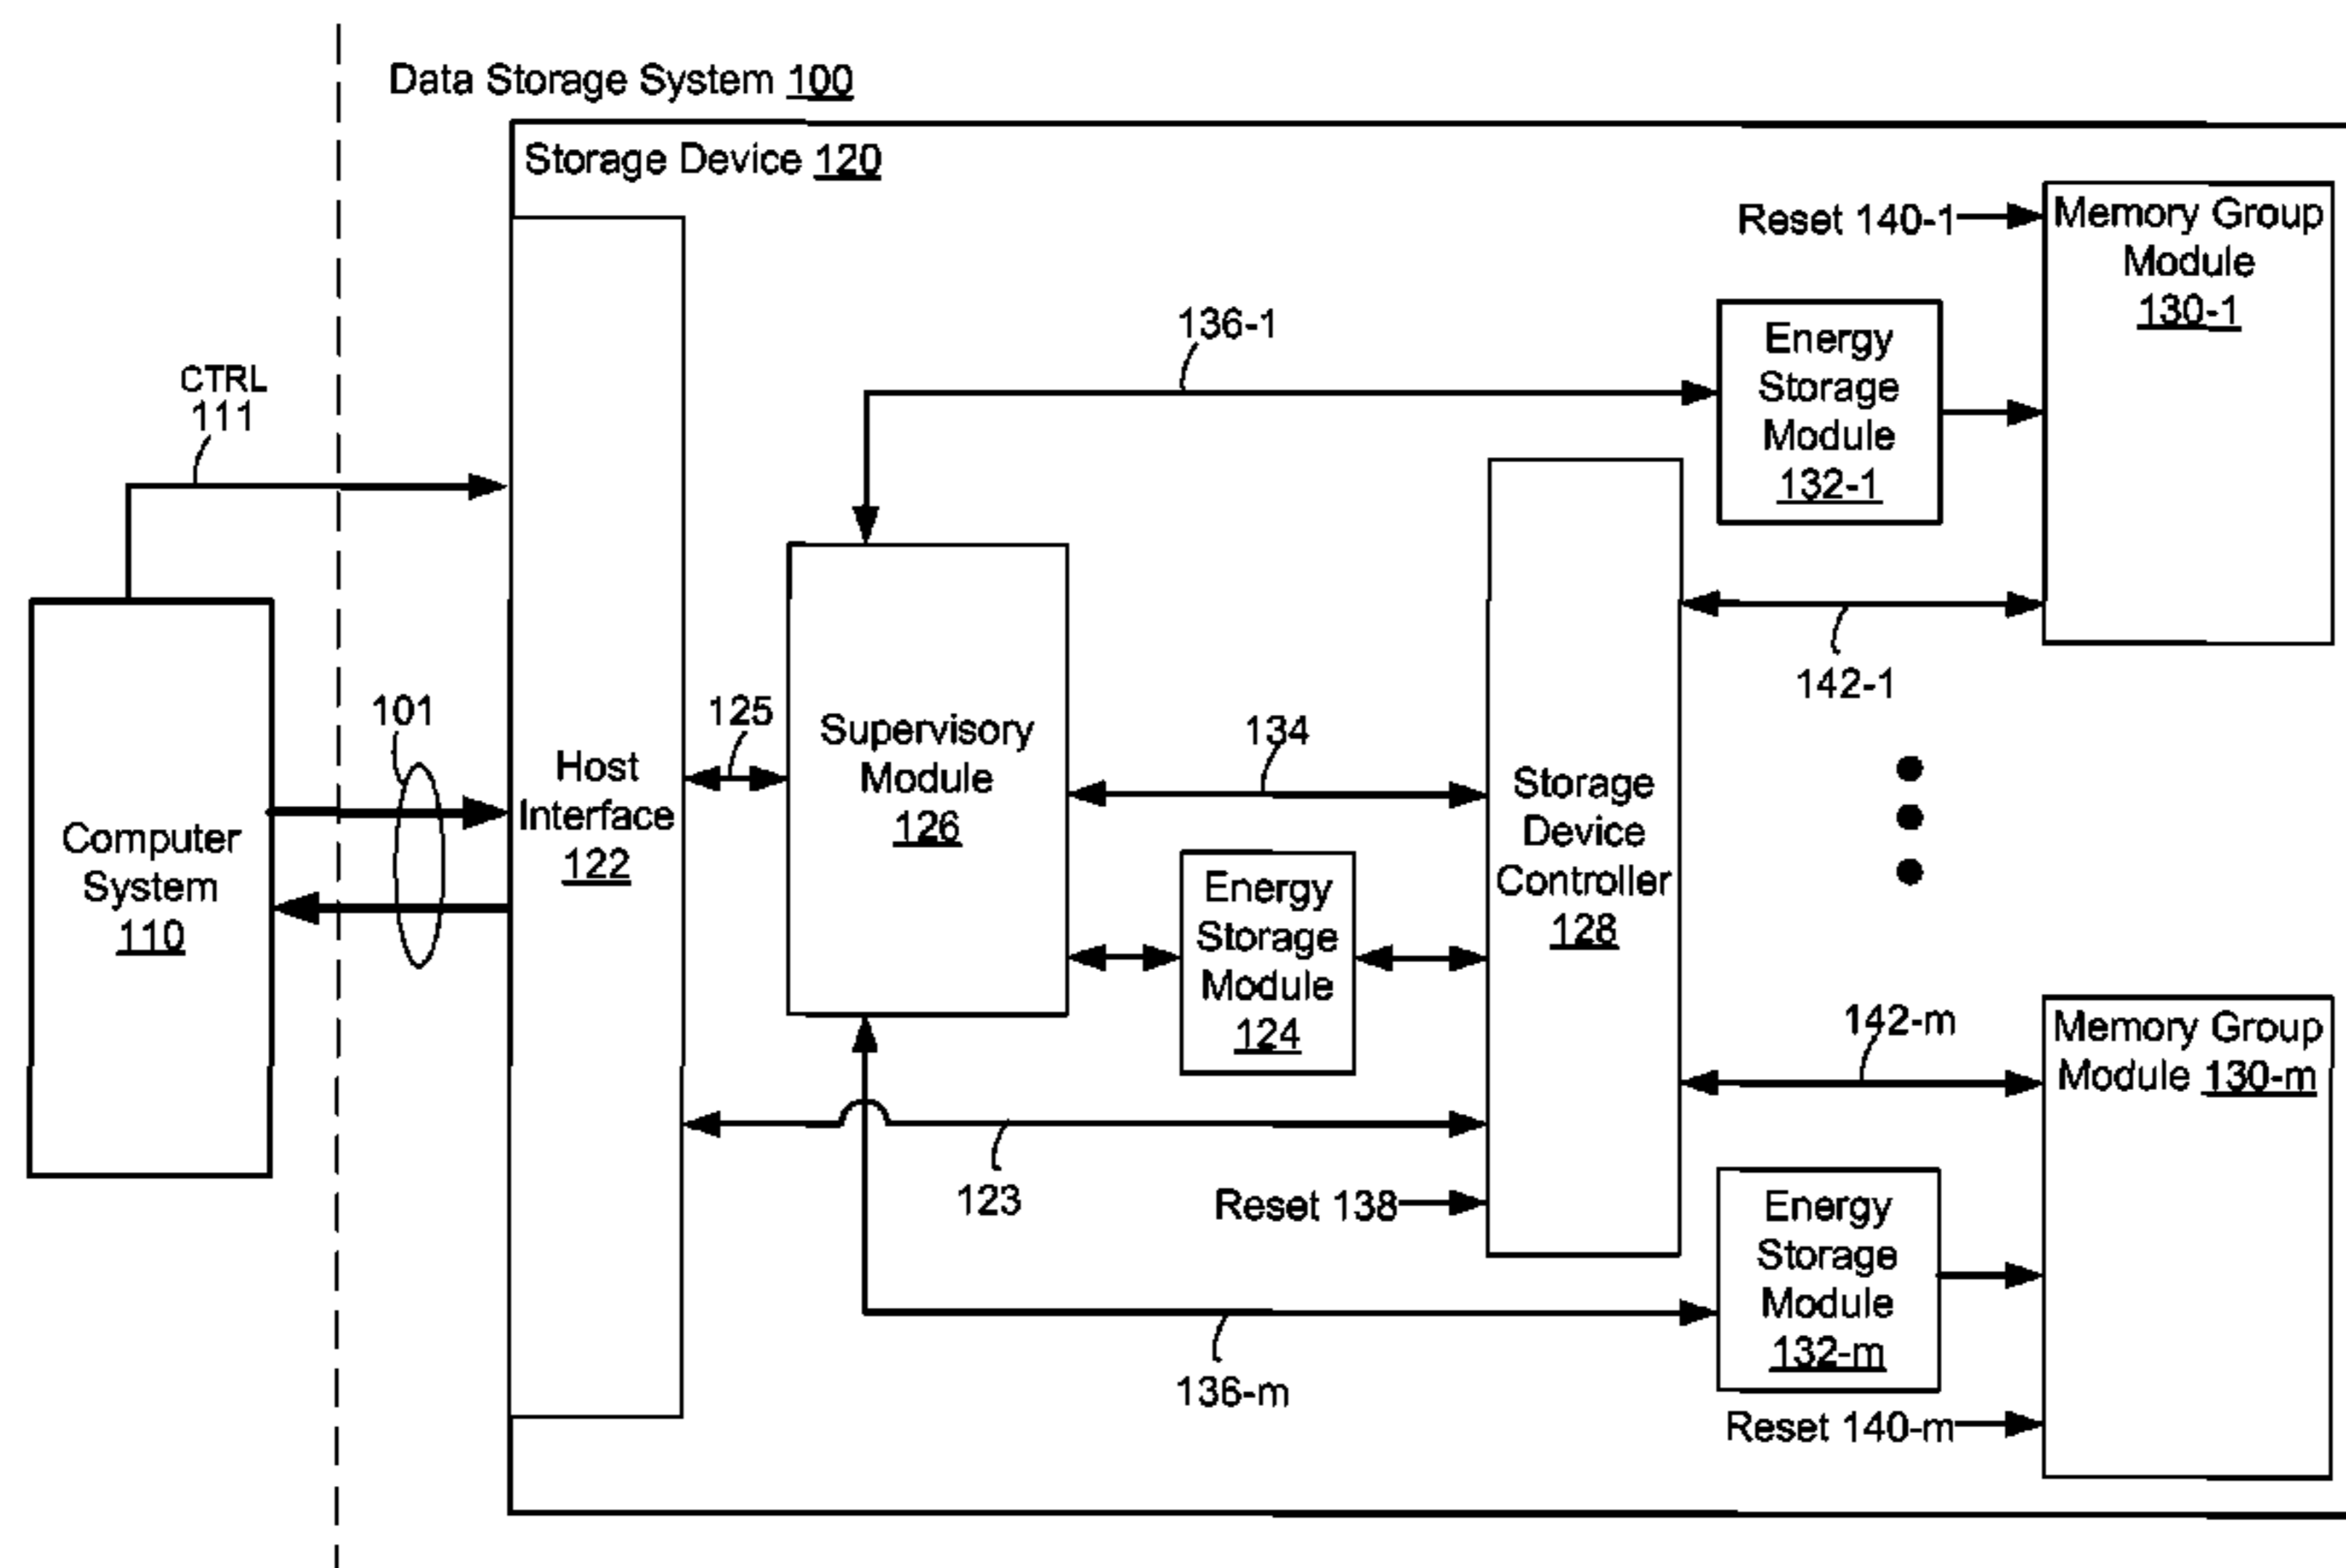 Data Storage System 100
Storage Device 120
Reset 140-1
Memory Group
Module
130-1
136-1
Energy
Storage
Module
132-1
CTRL
111
142-1
101
125
Supervisory
Module
126
134
Host
Interface
122
Storage
Device
Controller
128
Computer
System
110
Energy
Storage
Module
124
142-m
Memory Group
Module 130-m
123
Reset 138
Energy
Storage
Module
132-m
136-m
Reset 140-m